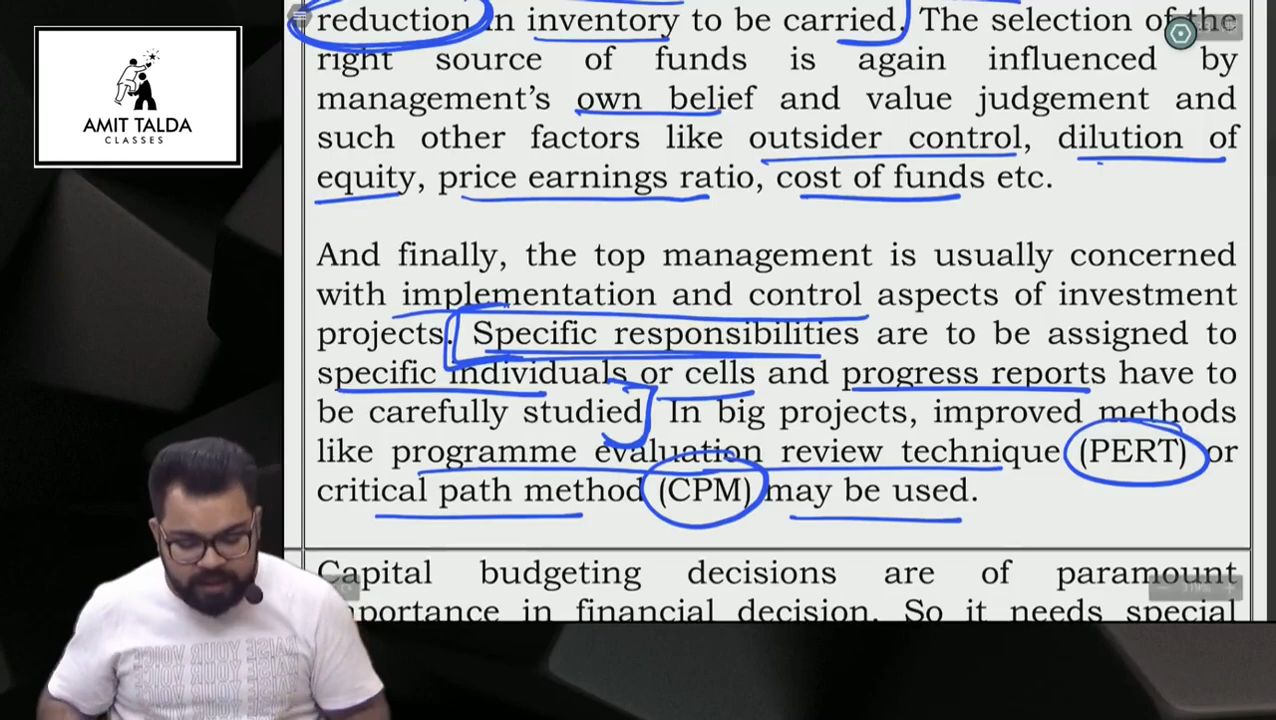 AMIT TALDA
CLASSES
reduction in inventory to be carried. The selection of the
right source of funds is again influenced by
management's own belief and value judgement and
such other factors like outsider control, dilution of
equity, price earnings ratio, cost of funds etc.
And finally, the top management is usually concerned
with implementation and control aspects of investment
projects. Specific responsibilities are to be assigned to
specific individuals or cells and progress reports have to
be carefully studied. In big projects, improved methods
like programme evaluation review technique (PERT) or
critical path method (CPM) may be used.
Capital budgeting decisions are of paramount
importance in financial decision. So it needs special